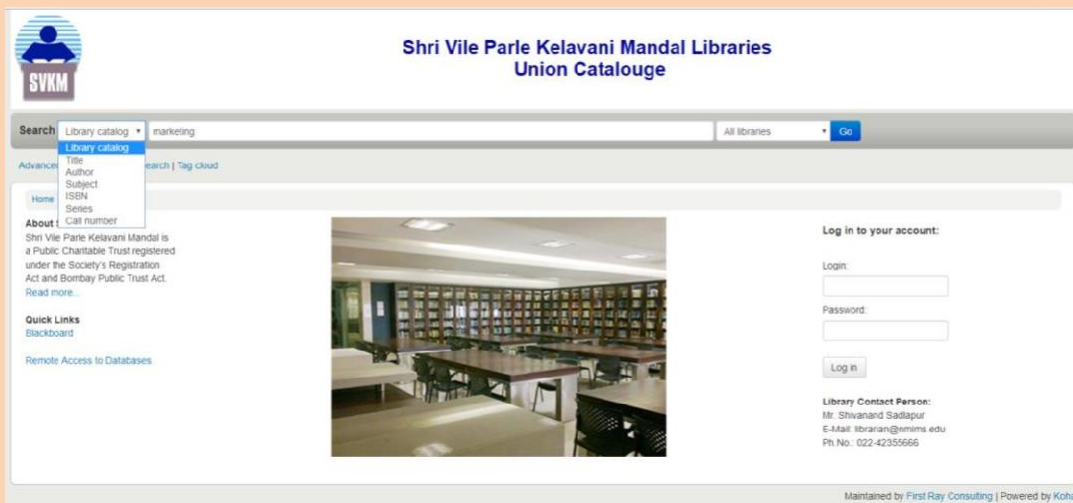 SVKM
Shri Vile Parle Kelavani Mandal Libraries
Union Catalouge
Search Library catalog marketing All libraries Go
Library catalog
Title
Author
Subject
ISBN
Series
Call number
Advanced earch | Tag cloud
Home
About
Shri Vile Parle Kelavani Mandal is
a Public Charitable Trust registered
under the Society's Registration
Act and Bombay Public Trust Act.
Read more...
Quick Links
Blackboard
Remote Access to Databases
Log in to your account:
Login:
Password:
Log in
Library Contact Person:
Mr. Shivanand Sadlapur
E-Mail: librarian@nmims.edu
Ph.No.: 022-42355666
Maintained by First Ray Consulting | Powered by Koha